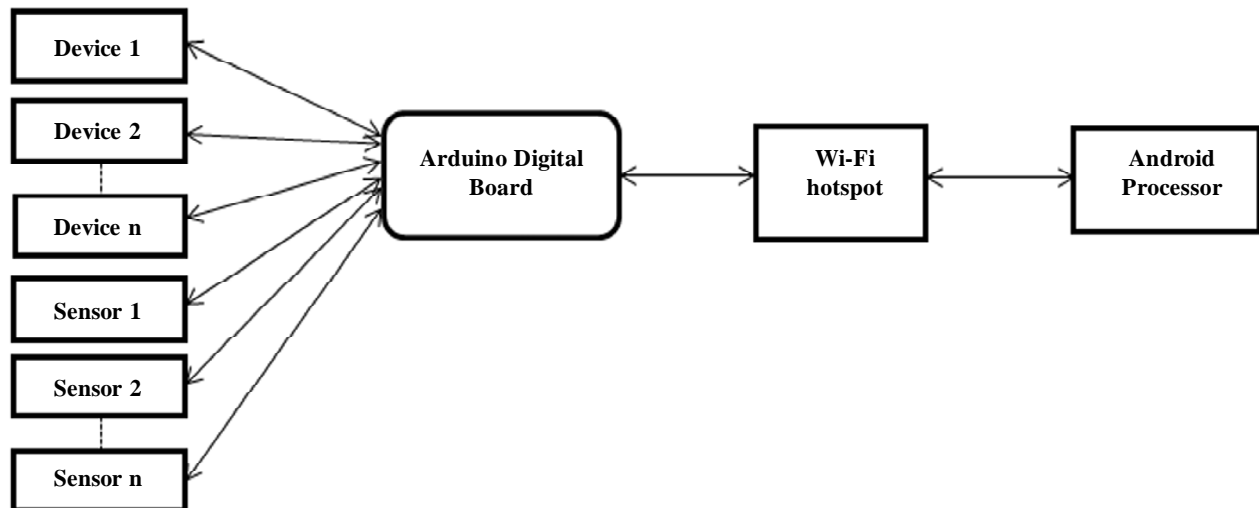 Device 1
Device 2
Device n
Sensor 1
Sensor 2
Sensor n
Arduino Digital
Board
Wi-Fi
hotspot
Android
Processor